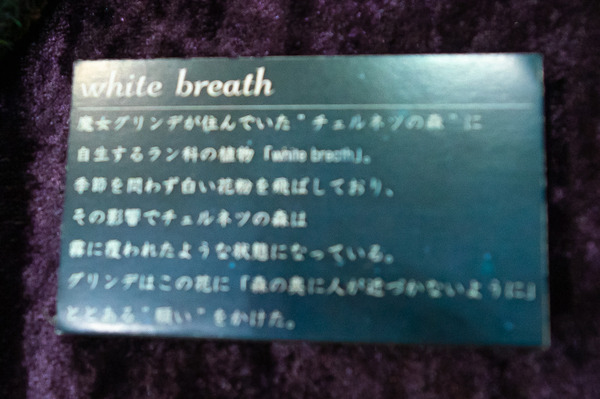 white breath
魔女グリンデが住んでいた"チェルネツの森"に
自生するラン科の植物「white breath」。
季節を問わず白い花粉を飛ばしており、
その影響でチェルネツの森は
霧に覆われたような状態になっている。
グリンデはこの花に「森の奥に人が近づかないように」
ととある"願い"をかけた。